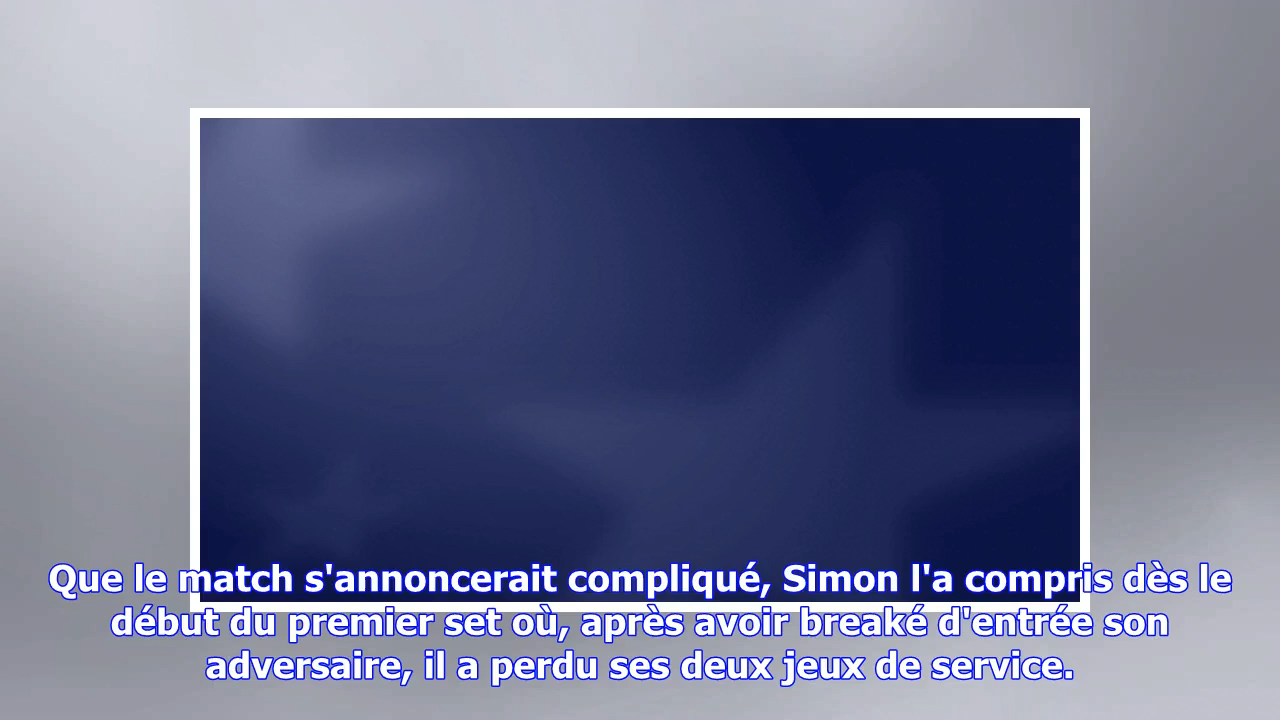 Que le match s'annoncerait compliqué, Simon l'a compris dès le
début du premier set où, après avoir breaké d'entrée son
adversaire, il a perdu ses deux jeux de service.